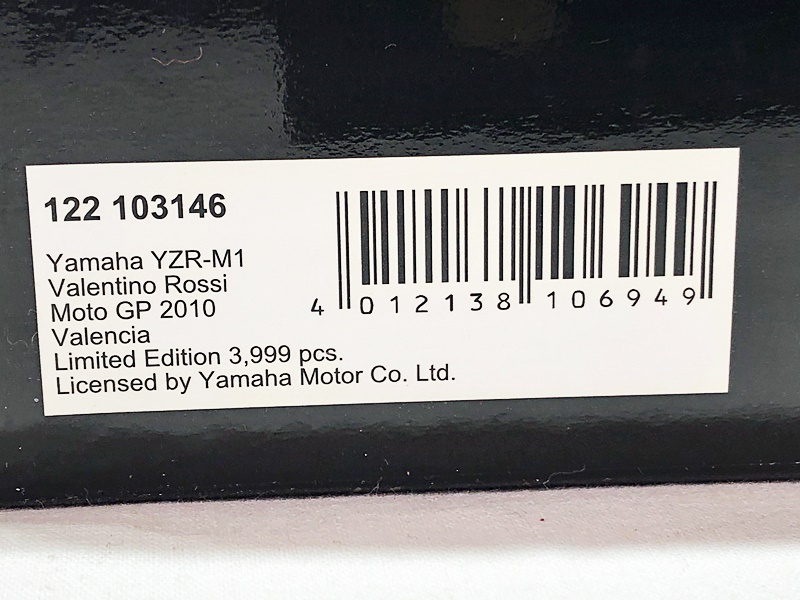 122 103146
Yamaha YZR-M1
Valentino Rossi
Moto GP 2010
Valencia
Limited Edition 3,999 pcs.
Licensed by Yamaha Motor Co. Ltd.
4 012138 106949